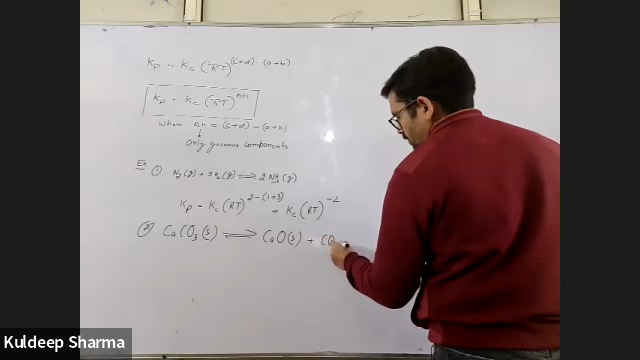 Kp = Kc (RT)^(c+d) - (a+b)
Kp = Kc (RT)^Δn
When Δn = (c+d) - (a+b)
↓
Only gaseous components
Ex ① N2(g) + 3H2(g) ⇌ 2NH3(g)
Kp = Kc (RT)^2-(1+3) = Kc (RT)^-2
② CaCO3(s) ⇌ CaO(s) + CO
Kuldeep Sharma